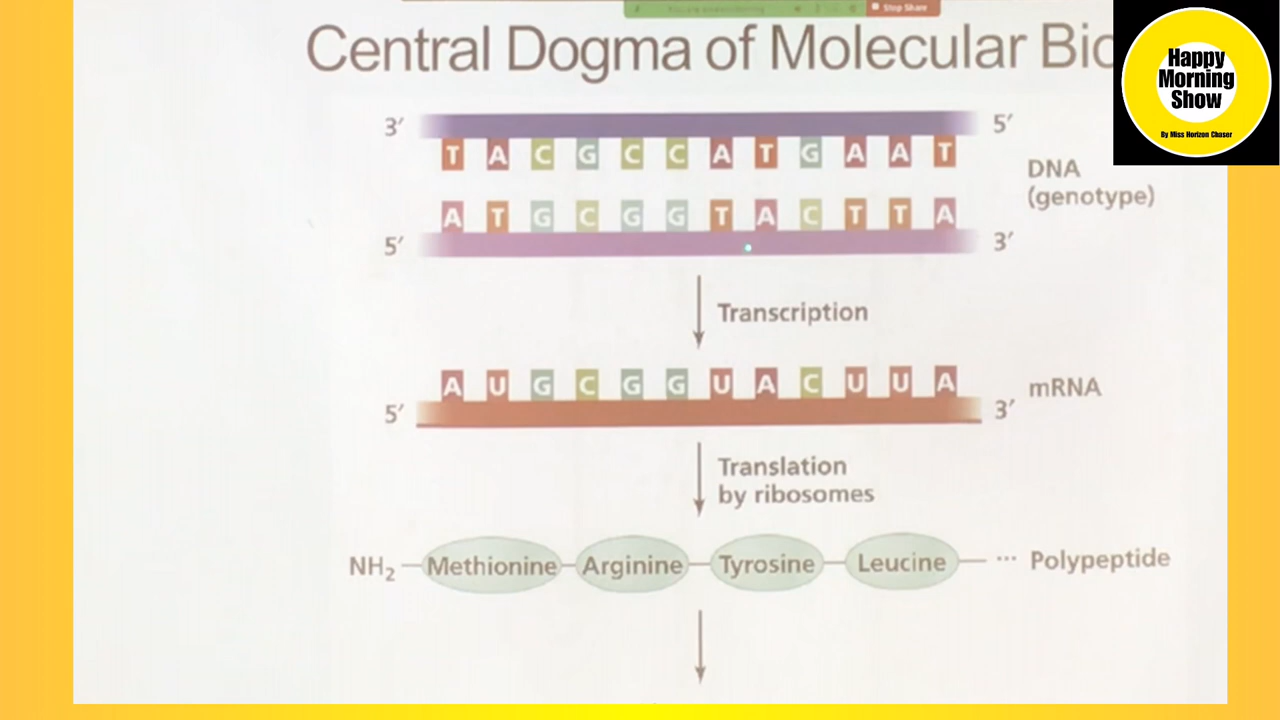 Stop Share
Central Dogma of Molecular Bio
Happy
Morning
Show
By Miss Horizon Chaser
3′ 5′
T A C G C C A T G A A T
DNA
(genotype)
A T G C G G T A C T T A
5′ 3′
Transcription
A U G C G G U A C U U A
mRNA
5′ 3′
Translation
by ribosomes
NH2 Methionine Arginine Tyrosine Leucine ... Polypeptide